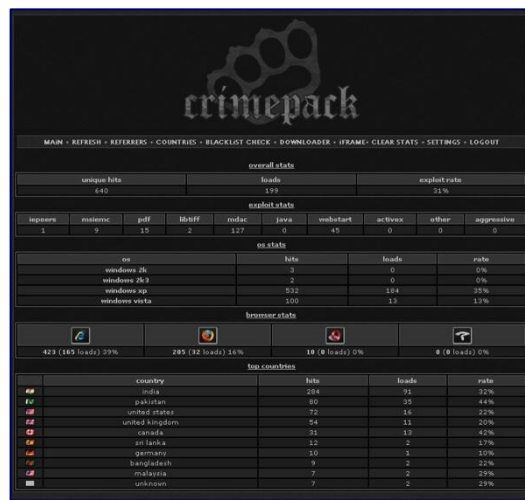 crimepack
MAiN • REFRESH • REFERRERS • COUNTRiES • BLACKLiST CHECK • DOWNLOADER • iFRAME • CLEAR STATS • SETTiNGS • LOGOUT
overall stats
unique hits loads exploit rate
640 199 31%
exploit stats
iepeers msiemc pdf libtiff mdac java webstart activex other aggressive
1 9 15 2 127 0 45 0 0 0
os stats
os hits loads rate
windows 2k 3 0 0%
windows 2k3 2 0 0%
windows xp 532 184 35%
windows vista 100 13 13%
browser stats
423 (165 loads) 39% 205 (32 loads) 16% 10 (0 loads) 0% 0 (0 loads) 0%
top countries
country hits loads rate
india 284 91 32%
pakistan 80 35 44%
united states 72 16 22%
united kingdom 54 11 20%
canada 31 13 42%
sri lanka 12 2 17%
germany 10 1 10%
bangladesh 9 2 22%
malaysia 7 2 29%
unknown 7 2 29%